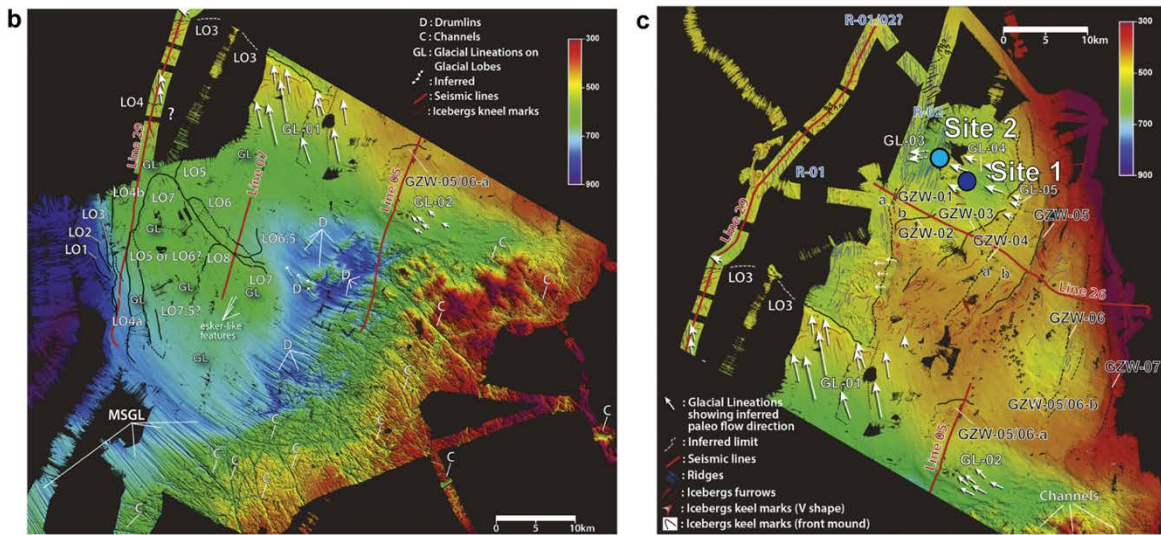 b
LO3
LO3
D : Drumlins
C : Channels
GL : Glacial Lineations on
Glacial Lobes
: Inferred
: Seismic lines
: Icebergs kneel marks
300
500
700
900
LO4
?
Line 29
GL-01
GL
GL
LO5
Line 07
Line 05
GZW-05/06-a
GL-02
LO4b
LO7
LO6
LO3
GL
LO2
LO1
GL
LO6.5
D
C
LO5 or LO6?
LO8
LO7
C
GL
D
D
GL
LO7.5?
GL
C
LO4a
esker-like
features
C
D
GL
C
C
MSGL
C
C
C
C
C
C
C
C
0
5
10km
c
R-01/02?
0
5
10km
300
500
700
900
R-02
GL-03
Site 2
GL-04
Site 1
GL-05
R-01
Line 29
GZW-01
a
b
GZW-03
GZW-05
GZW-02
GZW-04
a
b
LO3
LO3
Line 26
GZW-06
GZW-07
GL-01
: Glacial Lineations
showing inferred
paleo flow direction
: Inferred limit
: Seismic lines
: Ridges
: Icebergs furrows
: Icebergs keel marks (V shape)
: Icebergs keel marks (front mound)
GZW-05/06-b
GZW-05/06-a
Line 05
GL-02
Channels